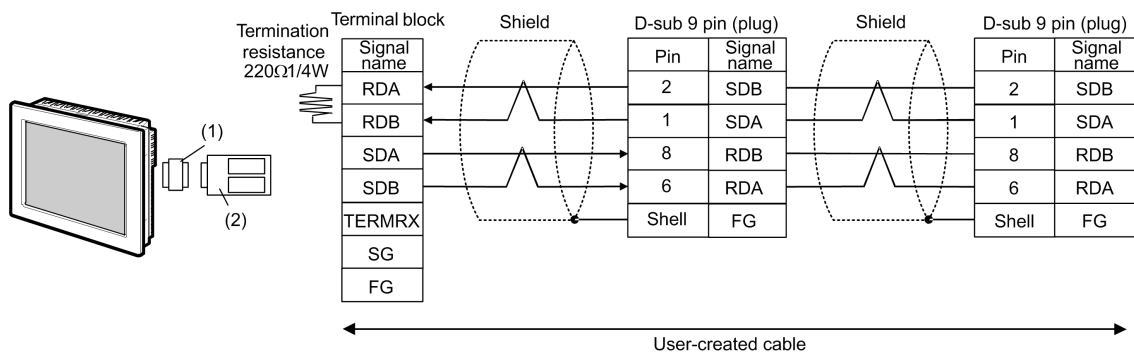 Termination
resistance
220Ω1/4W
(1)
(2)
Terminal block
Signal
name
RDA
RDB
SDA
SDB
TERMRX
SG
FG
Shield
D-sub 9 pin (plug)
Pin Signal
name
2 SDB
1 SDA
8 RDB
6 RDA
Shell FG
Shield
D-sub 9 pin (plug)
Pin Signal
name
2 SDB
1 SDA
8 RDB
6 RDA
Shell FG
User-created cable